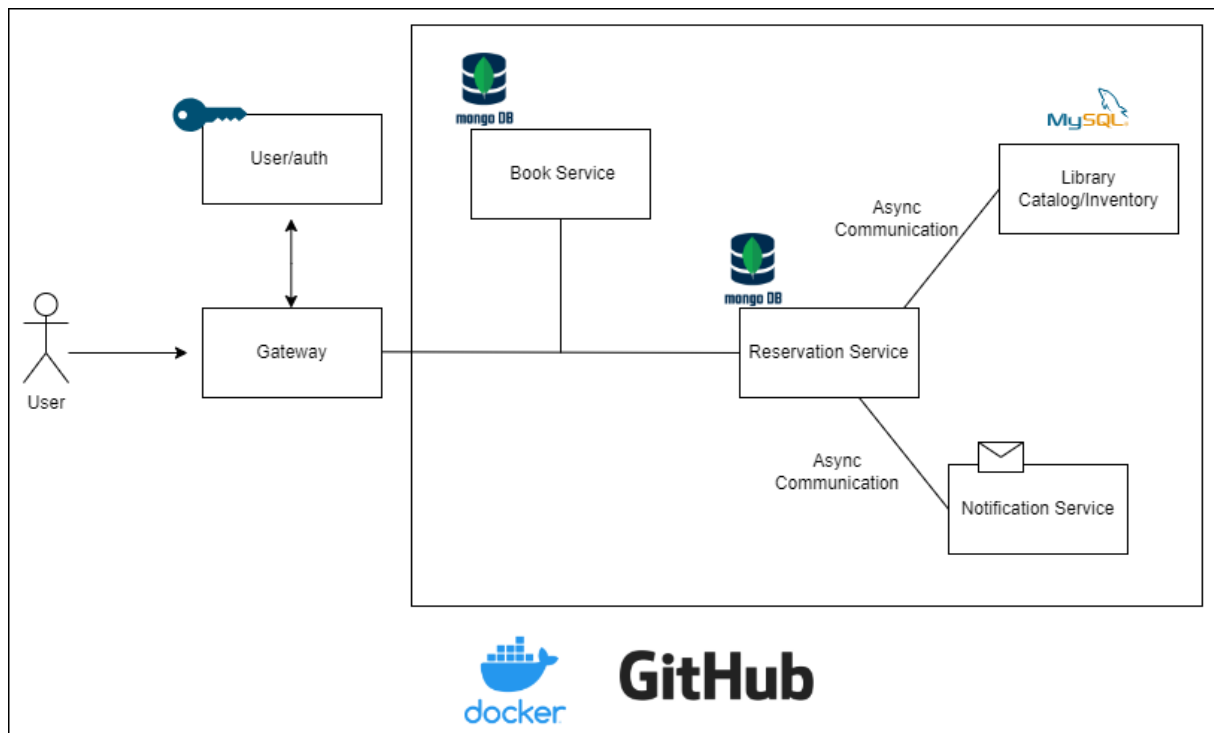 mongo DB
MySQL
User/auth
Book Service
Library
Catalog/Inventory
Async
Communication
mongo DB
User
Gateway
Reservation Service
Async
Communication
Notification Service
docker
GitHub